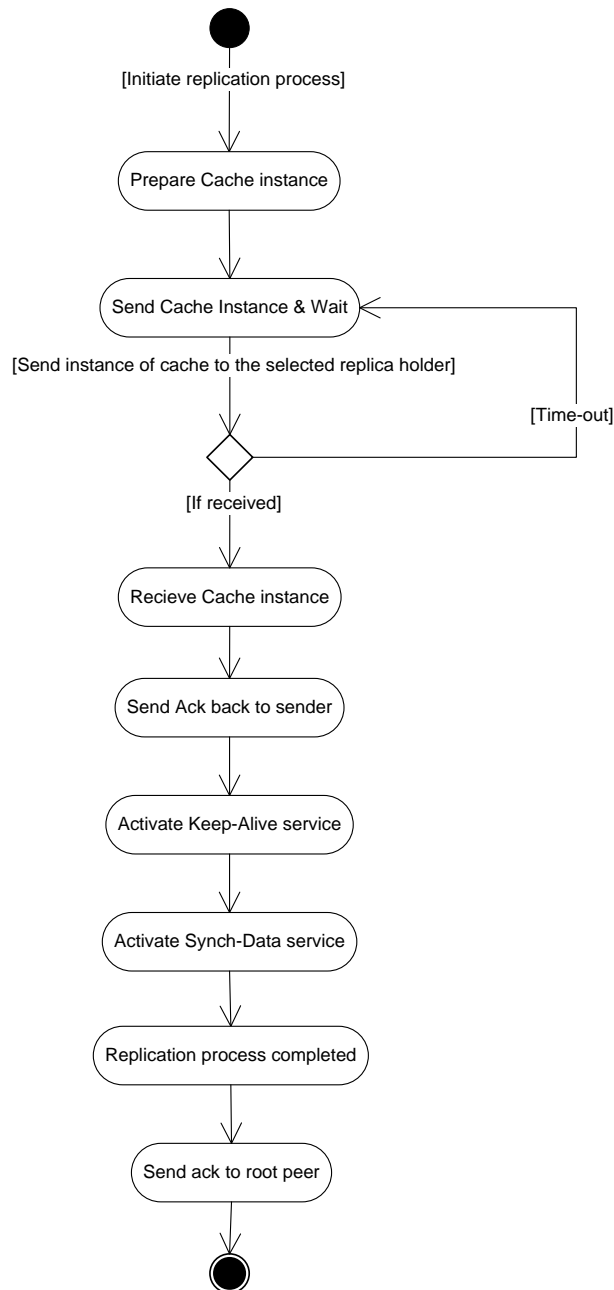 [Initiate replication process]
Prepare Cache instance
Send Cache Instance & Wait
[Send instance of cache to the selected replica holder]
[Time-out]
[If received]
Recieve Cache instance
Send Ack back to sender
Activate Keep-Alive service
Activate Synch-Data service
Replication process completed
Send ack to root peer